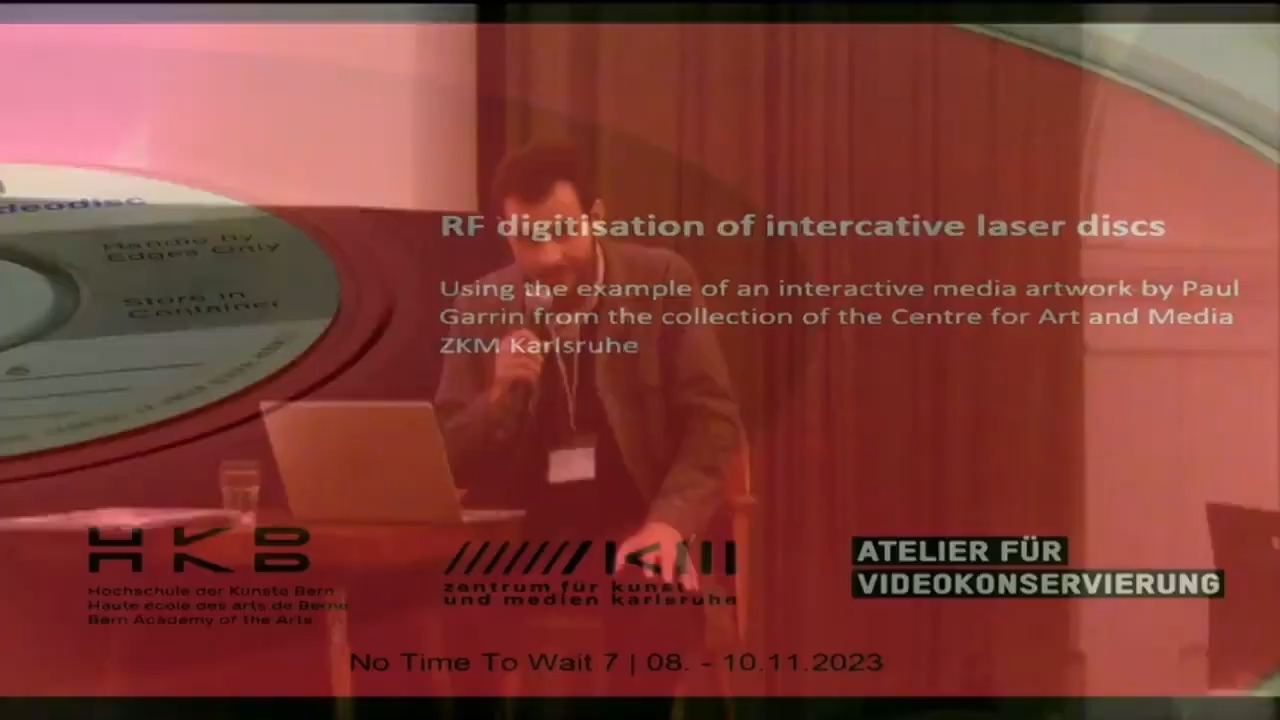 videodisc
Handle By
Edges Only
Store in
Container
RF digitisation of intercative laser discs
Using the example of an interactive media artwork by Paul
Garrin from the collection of the Centre for Art and Media
ZKM Karlsruhe
HKB
Hochschule der Künste Bern
Haute école des arts de Berne
Bern Academy of the Arts
zentrum für kunst
und medien karlsruhe
ATELIER FÜR
VIDEOKONSERVIERUNG
No Time To Wait 7 | 08. - 10.11.2023